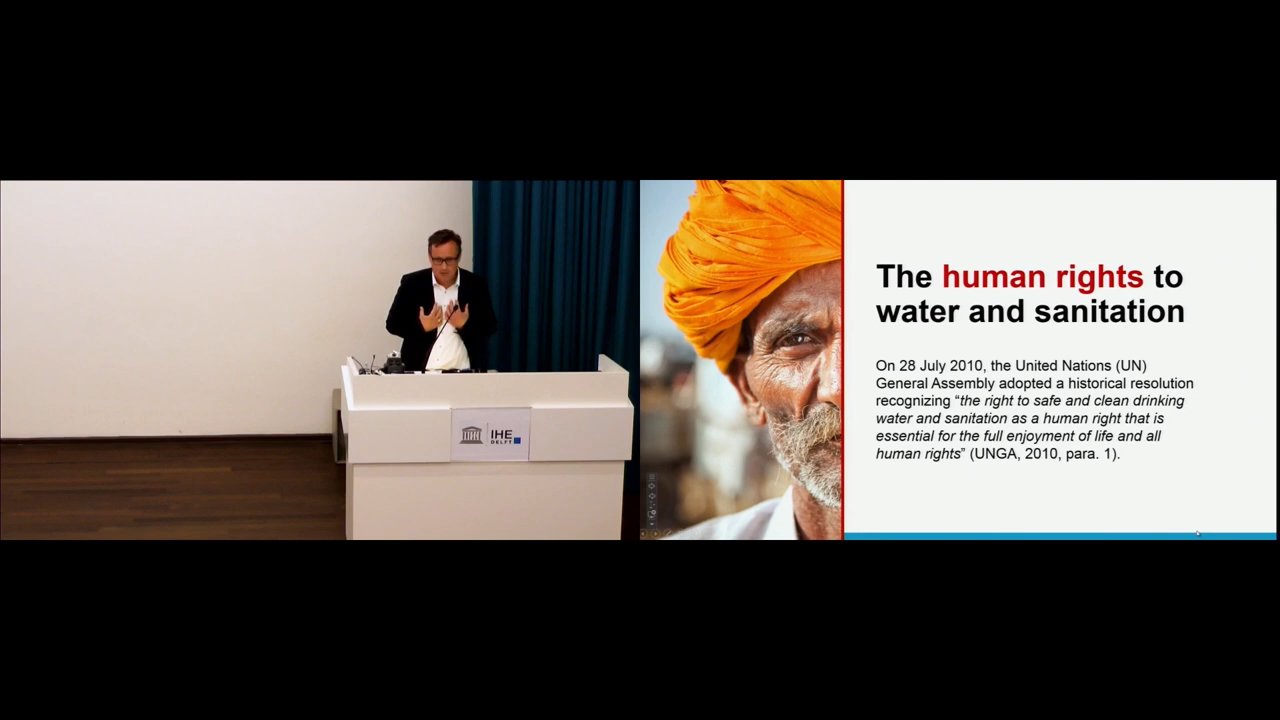 IHE
DELFT
The human rights to
water and sanitation
On 28 July 2010, the United Nations (UN)
General Assembly adopted a historical resolution
recognizing “the right to safe and clean drinking
water and sanitation as a human right that is
essential for the full enjoyment of life and all
human rights” (UNGA, 2010, para. 1).